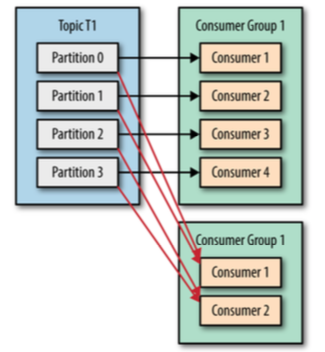 Topic T1
Partition 0
Partition 1
Partition 2
Partition 3
Consumer Group 1
Consumer 1
Consumer 2
Consumer 3
Consumer 4
Consumer Group 1
Consumer 1
Consumer 2